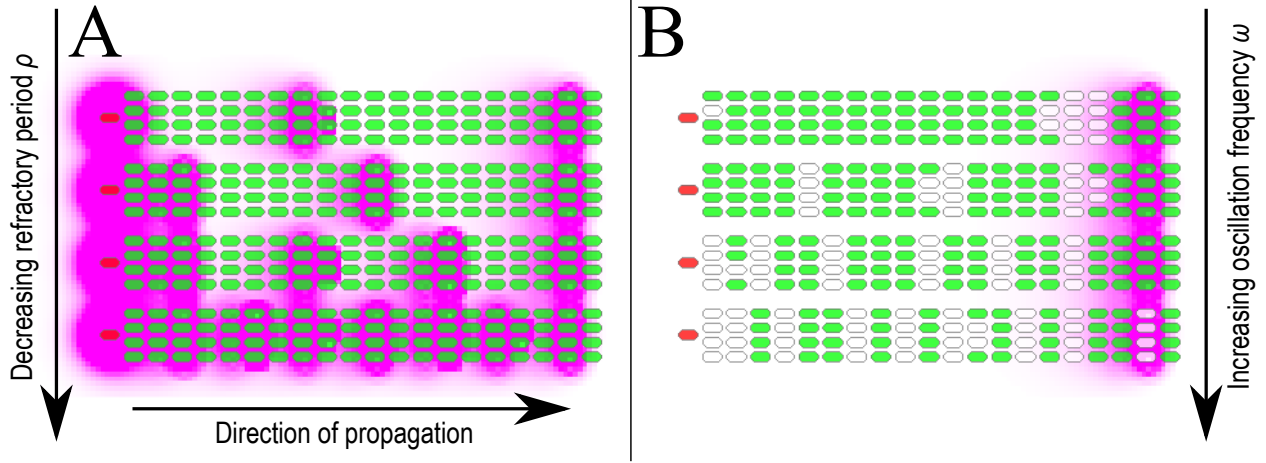 A
Decreasing refractory period ρ
Direction of propagation
B
Increasing oscillation frequency ω